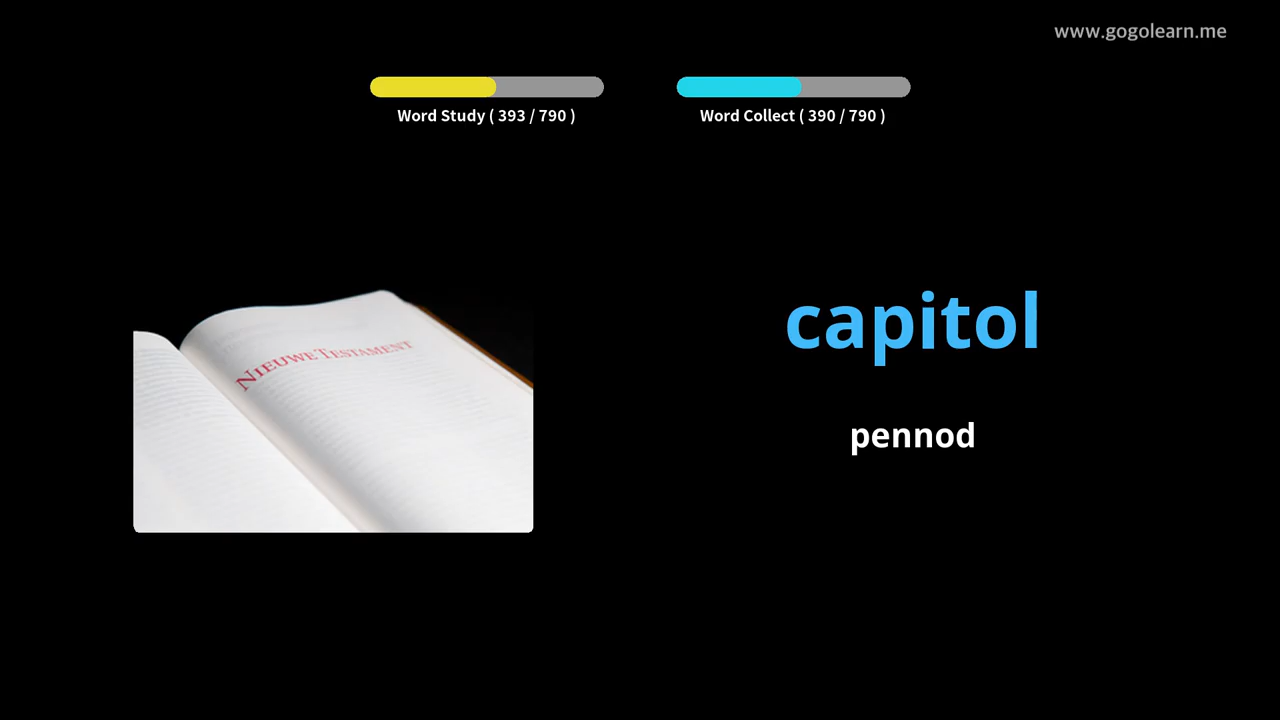 www.gogolearn.me
Word Study ( 393 / 790 )
Word Collect ( 390 / 790 )
NIEUWE TESTAMENT
capitol
pennod